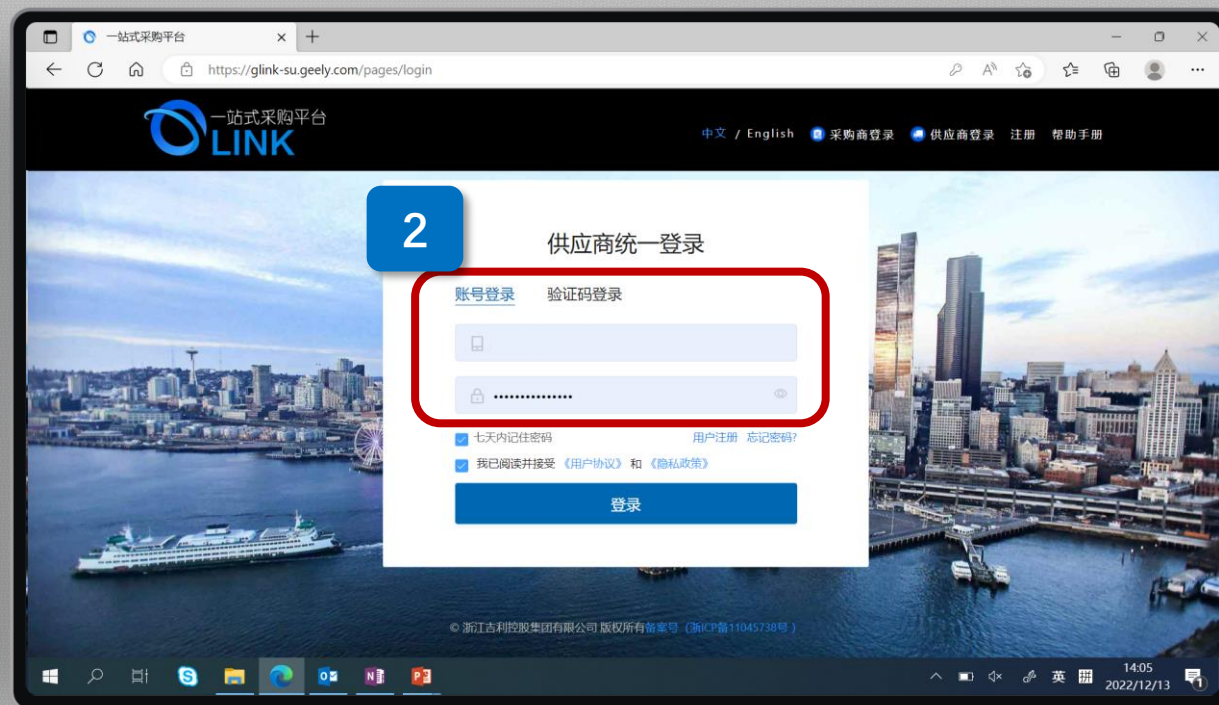 一站式采购平台
https://glink-su.geely.com/pages/login
一站式采购平台
LINK
中文 / English 采购商登录 供应商登录 注册 帮助手册
2
供应商统一登录
账号登录 验证码登录
•••••••••••••••
七天内记住密码 用户注册 忘记密码?
我已阅读并接受 《用户协议》 和 《隐私政策》
登录
© 浙江吉利控股集团有限公司 版权所有备案号（浙ICP备11045738号 ）
英 拼 14:05
2022/12/13